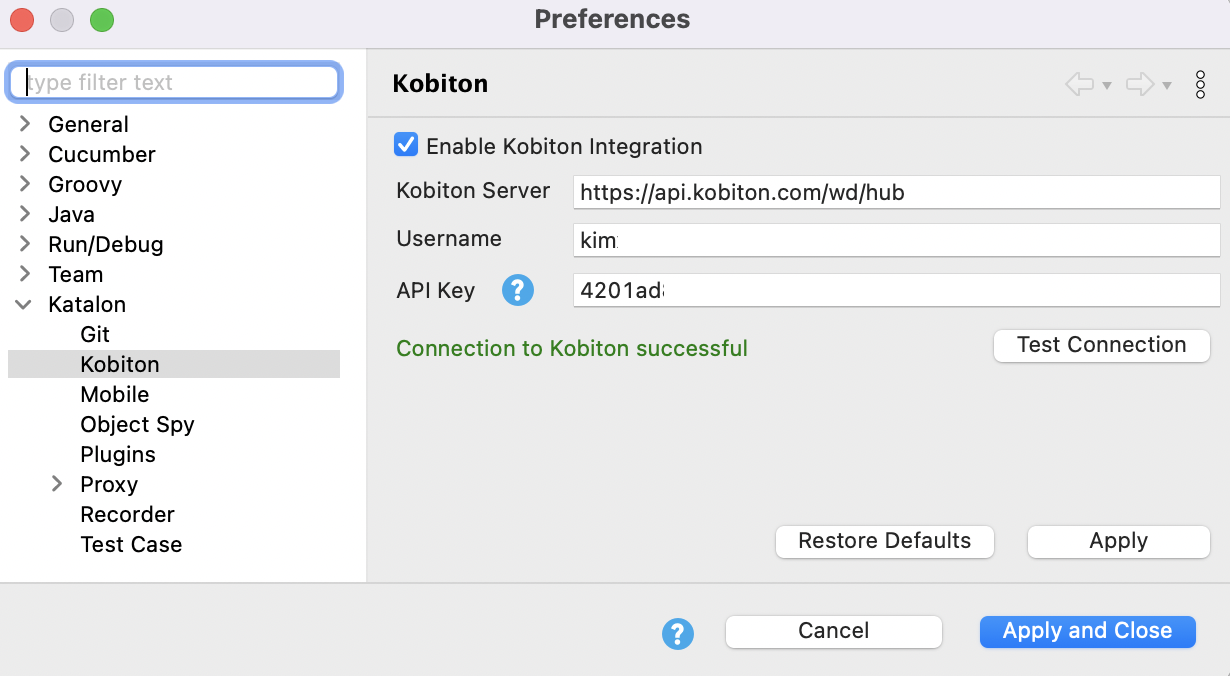 Preferences
type filter text
General
Cucumber
Groovy
Java
Run/Debug
Team
Katalon
Git
Kobiton
Mobile
Object Spy
Plugins
Proxy
Recorder
Test Case
Kobiton
Enable Kobiton Integration
Kobiton Server https://api.kobiton.com/wd/hub
Username kim
API Key ? 4201ad
Connection to Kobiton successful Test Connection
Restore Defaults Apply
? Cancel Apply and Close